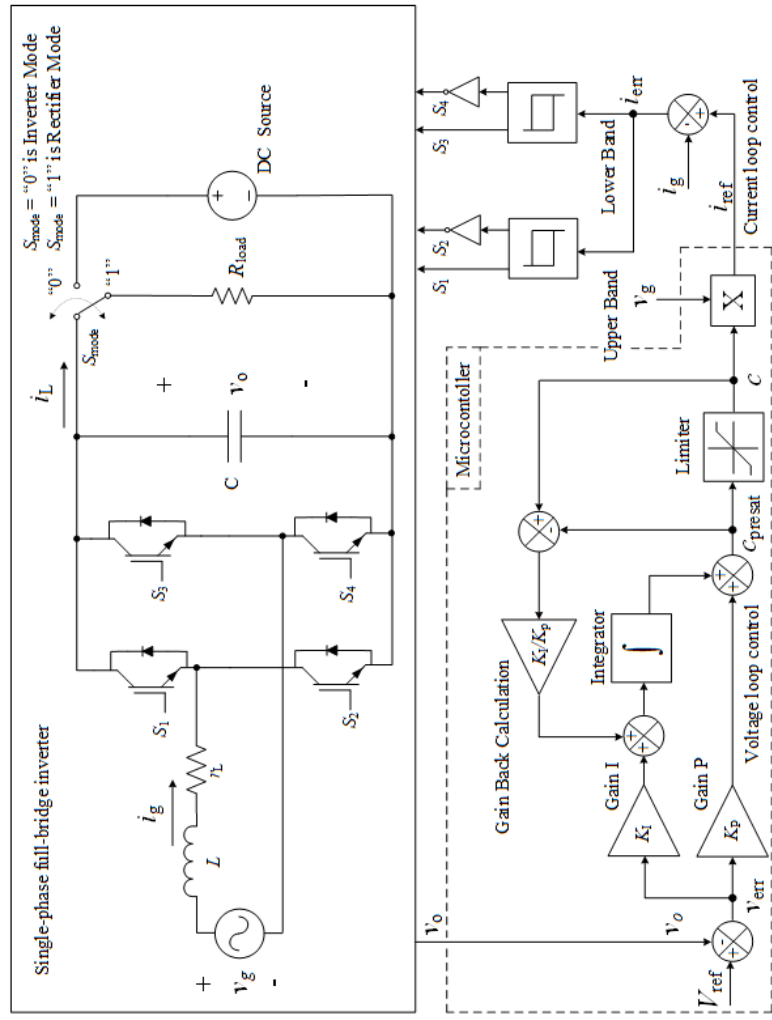 Single-phase full-bridge inverter
S_mode = “0” is Inverter Mode
S_mode = “1” is Rectifier Mode
i_g
i_L
“0”
“1”
S_mode
S_1
S_3
+
v_g
-
L
r_L
C
+
v_o
-
R_load
+
−
DC Source
S_2
S_4
v_o
S_1
S_2
S_3
S_4
Microcontoller
Upper Band
Lower Band
v_g
i_g
i_err
Gain Back Calculation
K_I/K_p
+
-
Gain I
K_I
+
+
Integrator
∫
Limiter
X
i_ref
-
+
V_ref
+
-
v_o
v_err
Gain P
K_p
+
+
c_presat
c
Voltage loop control
Current loop control